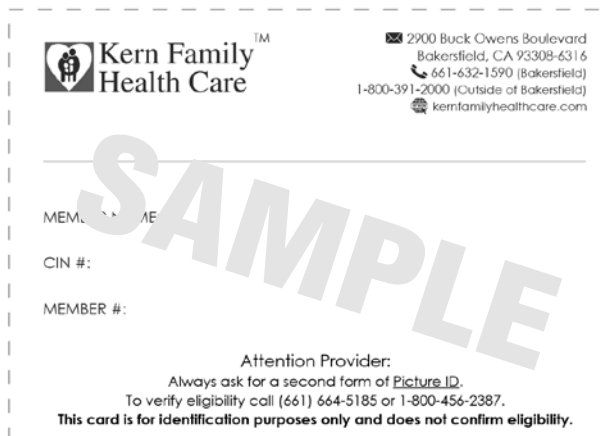 Kern Family™
Health Care
2900 Buck Owens Boulevard
Bakersfield, CA 93308-6316
661-632-1590 (Bakersfield)
1-800-391-2000 (Outside of Bakersfield)
kernfamilyhealthcare.com
SAMPLE
MEMBER NAME
CIN #:
MEMBER #:
Attention Provider:
Always ask for a second form of Picture ID.
To verify eligibility call (661) 664-5185 or 1-800-456-2387.
This card is for identification purposes only and does not confirm eligibility.